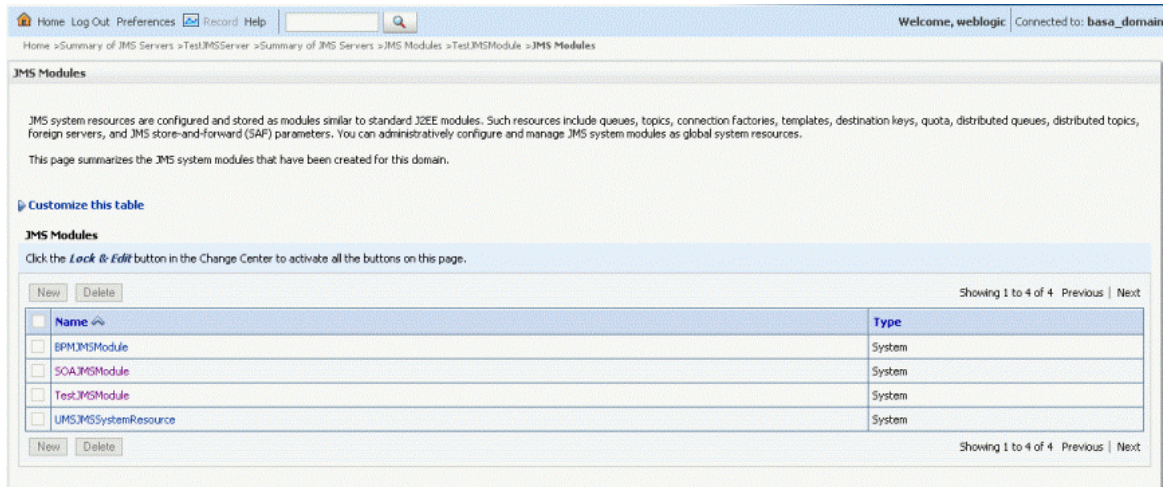 Home Log Out Preferences Record Help Welcome, weblogic Connected to: basa_domain
Home >Summary of JMS Servers >TestJMSServer >Summary of JMS Servers >JMS Modules >TestJMSModule >JMS Modules
JMS Modules
JMS system resources are configured and stored as modules similar to standard J2EE modules. Such resources include queues, topics, connection factories, templates, destination keys, quota, distributed queues, distributed topics,
foreign servers, and JMS store-and-forward (SAF) parameters. You can administratively configure and manage JMS system modules as global system resources.
This page summarizes the JMS system modules that have been created for this domain.
Customize this table
JMS Modules
Click the Lock & Edit button in the Change Center to activate all the buttons on this page.
New Delete Showing 1 to 4 of 4 Previous | Next
Name Type
BPMJMSModule System
SOAJMSModule System
TestJMSModule System
UMSJMSSystemResource System
New Delete Showing 1 to 4 of 4 Previous | Next